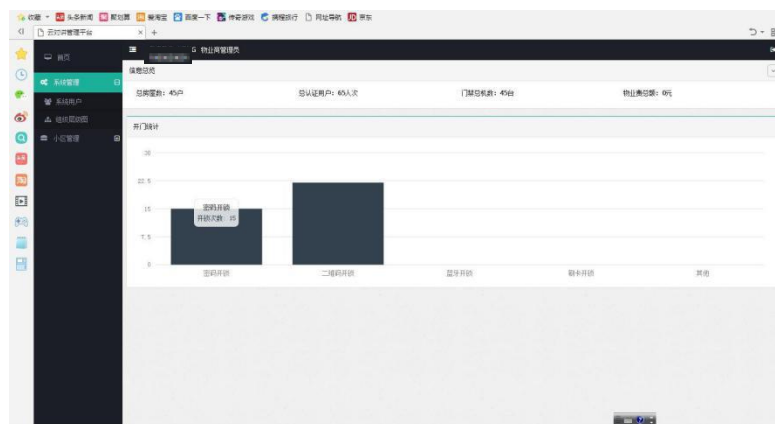 收藏 头条新闻 聚划算 爱淘宝 百度一下 传奇游戏 携程旅行 网址导航 京东
云对讲管理平台
首页
G 物业商管理员
信息总览
系统管理
总房屋数: 45户 总认证用户: 65人次 门禁总机数: 45台 物业费总额: 0元
系统用户
组织层级图
开门统计
小区管理
30
22.5
15
密码开锁
开锁次数: 15
7.5
0
密码开锁 二维码开锁 蓝牙开锁 刷卡开锁 其他